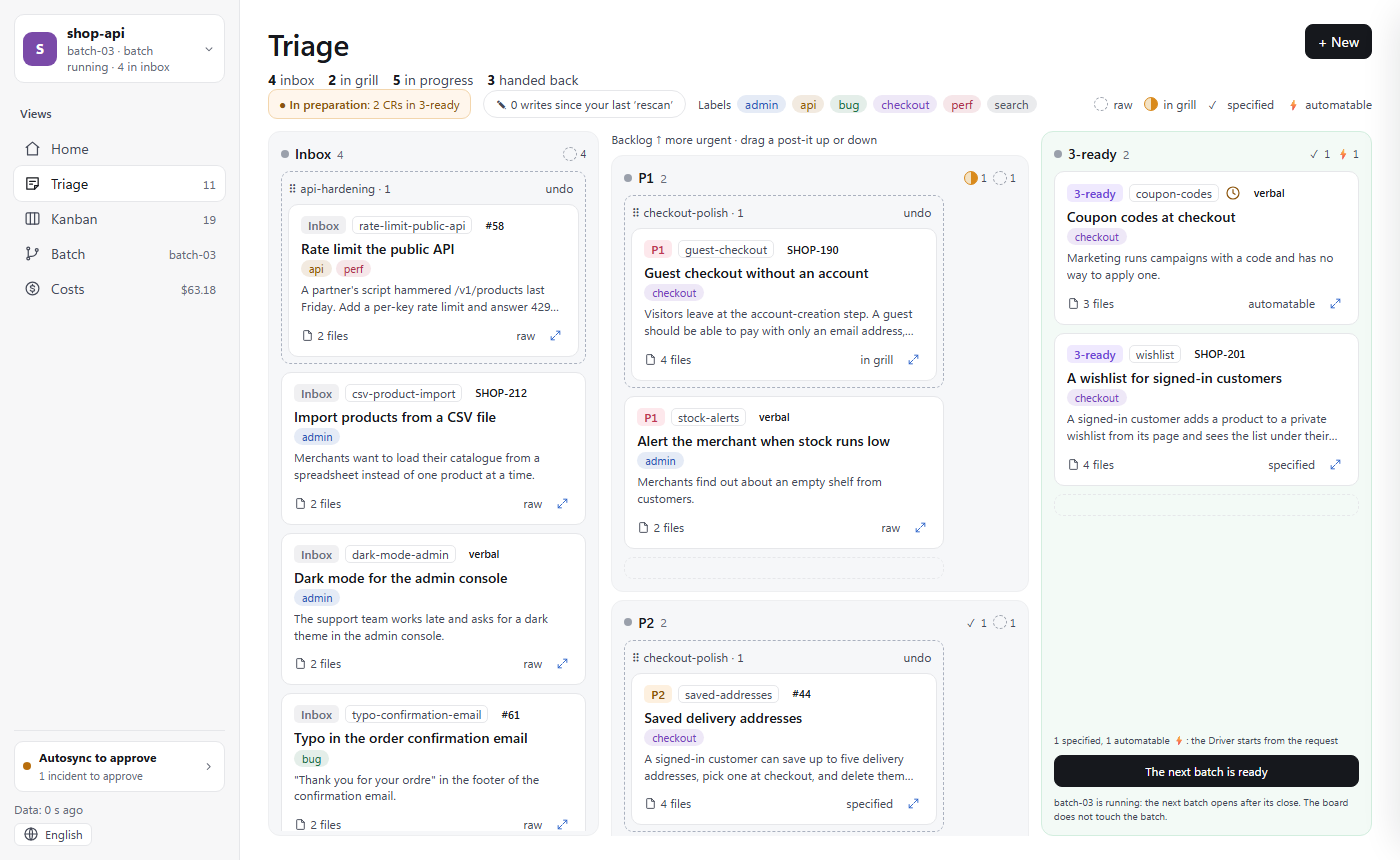 S
shop-api
batch-03 · batch
running · 4 in inbox
Views
Home
Triage 11
Kanban 19
Batch batch-03
Costs $63.18
Autosync to approve
1 incident to approve
Data: 0 s ago
English
Triage
+ New
4 inbox 2 in grill 5 in progress 3 handed back
In preparation: 2 CRs in 3-ready
0 writes since your last ‘rescan’
Labels admin api bug checkout perf search
raw in grill ✓ specified automatable
Inbox 4 4
api-hardening · 1 undo
Inbox rate-limit-public-api #58
Rate limit the public API
api perf
A partner's script hammered /v1/products last
Friday. Add a per-key rate limit and answer 429...
2 files raw
Inbox csv-product-import SHOP-212
Import products from a CSV file
admin
Merchants want to load their catalogue from a
spreadsheet instead of one product at a time.
2 files raw
Inbox dark-mode-admin verbal
Dark mode for the admin console
admin
The support team works late and asks for a dark
theme in the admin console.
2 files raw
Inbox typo-confirmation-email #61
Typo in the order confirmation email
bug
"Thank you for your ordre" in the footer of the
confirmation email.
2 files raw
Backlog ↑ more urgent · drag a post-it up or down
P1 2 1 1
checkout-polish · 1 undo
P1 guest-checkout SHOP-190
Guest checkout without an account
checkout
Visitors leave at the account-creation step. A guest
should be able to pay with only an email address,...
4 files in grill
P1 stock-alerts verbal
Alert the merchant when stock runs low
admin
Merchants find out about an empty shelf from
customers.
2 files raw
P2 2 ✓ 1 1
checkout-polish · 1 undo
P2 saved-addresses #44
Saved delivery addresses
checkout
A signed-in customer can save up to five delivery
addresses, pick one at checkout, and delete them...
4 files specified
3-ready 2 ✓ 1 1
3-ready coupon-codes verbal
Coupon codes at checkout
checkout
Marketing runs campaigns with a code and has no
way to apply one.
3 files automatable
3-ready wishlist SHOP-201
A wishlist for signed-in customers
checkout
A signed-in customer adds a product to a private
wishlist from its page and sees the list under their...
4 files specified
1 specified, 1 automatable : the Driver starts from the request
The next batch is ready
batch-03 is running: the next batch opens after its close. The board
does not touch the batch.